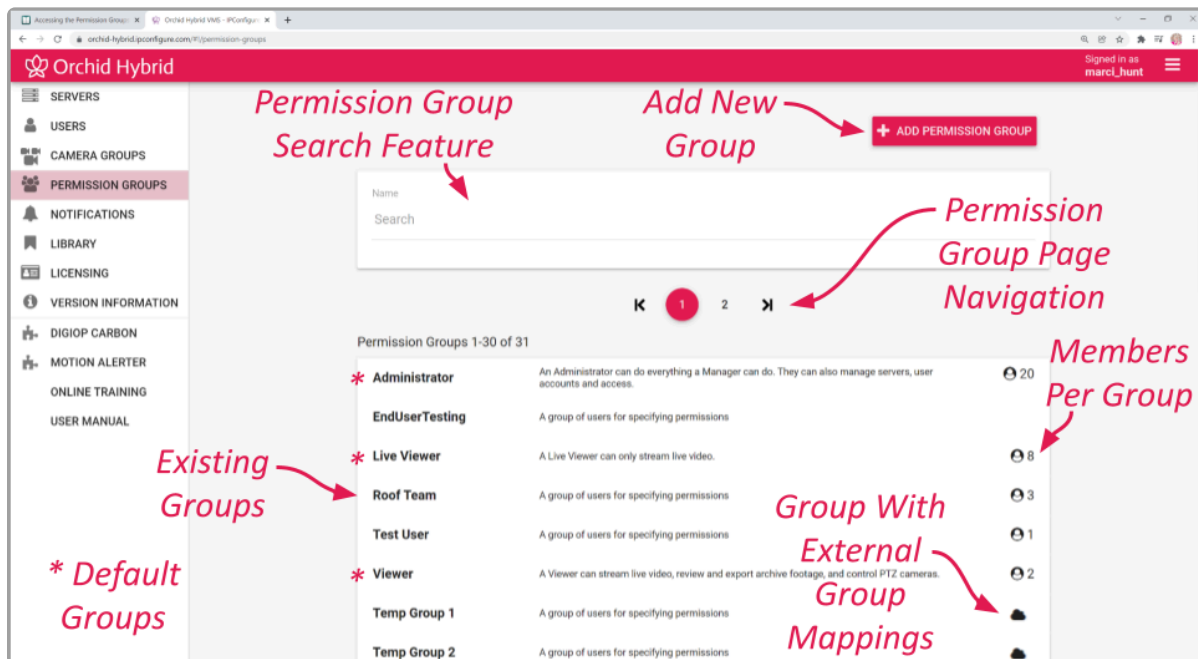 Accessing the Permission Group
Orchid Hybrid VMS - IPConfigur
orchid-hybrid.ipconfigure.com/#!/permission-groups
Orchid Hybrid
Signed in as
marci_hunt
SERVERS
USERS
CAMERA GROUPS
PERMISSION GROUPS
NOTIFICATIONS
LIBRARY
LICENSING
VERSION INFORMATION
DIGIOP CARBON
MOTION ALERTER
ONLINE TRAINING
USER MANUAL
* Default
Groups
Permission Group
Search Feature
Add New
Group
+ ADD PERMISSION GROUP
Name
Search
Permission
Group Page
Navigation
1 2
Permission Groups 1-30 of 31
Members
Per Group
* Administrator An Administrator can do everything a Manager can do. They can also manage servers, user
accounts and access. 20
EndUserTesting A group of users for specifying permissions
* Live Viewer A Live Viewer can only stream live video. 8
Existing
Groups
Roof Team A group of users for specifying permissions 3
Test User A group of users for specifying permissions 1
* Viewer A Viewer can stream live video, review and export archive footage, and control PTZ cameras. 2
Group With
External
Group
Mappings
Temp Group 1 A group of users for specifying permissions
Temp Group 2 A group of users for specifying permissions